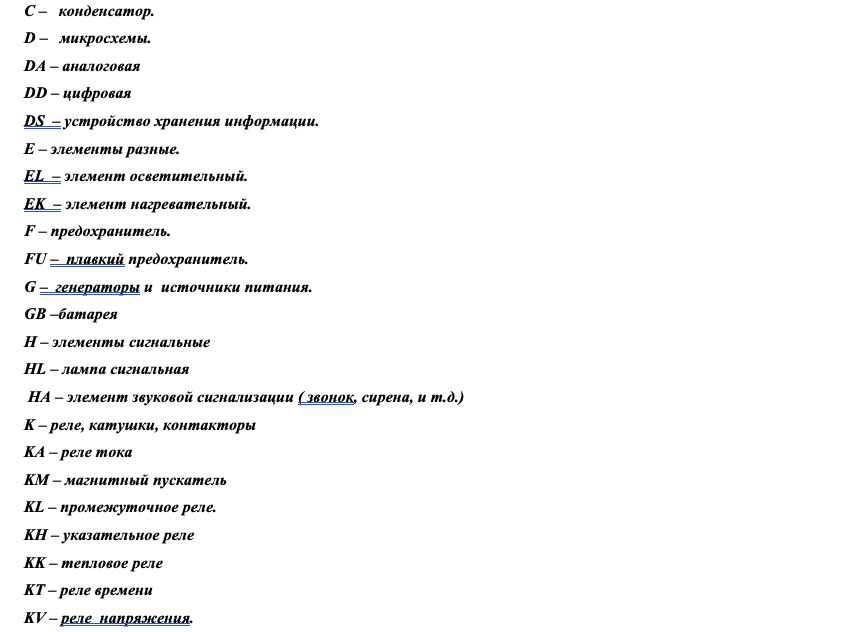 C – конденсатор.
D – микросхемы.
DA – аналоговая
DD – цифровая
DS – устройство хранения информации.
E – элементы разные.
EL – элемент осветительный.
EK – элемент нагревательный.
F – предохранитель.
FU – плавкий предохранитель.
G – генераторы и источники питания.
GB –батарея
H – элементы сигнальные
HL – лампа сигнальная
HA – элемент звуковой сигнализации ( звонок, сирена, и т.д.)
K – реле, катушки, контакторы
KA – реле тока
KM – магнитный пускатель
KL – промежуточное реле.
KH – указательное реле
KK – тепловое реле
KT – реле времени
KV – реле напряжения.